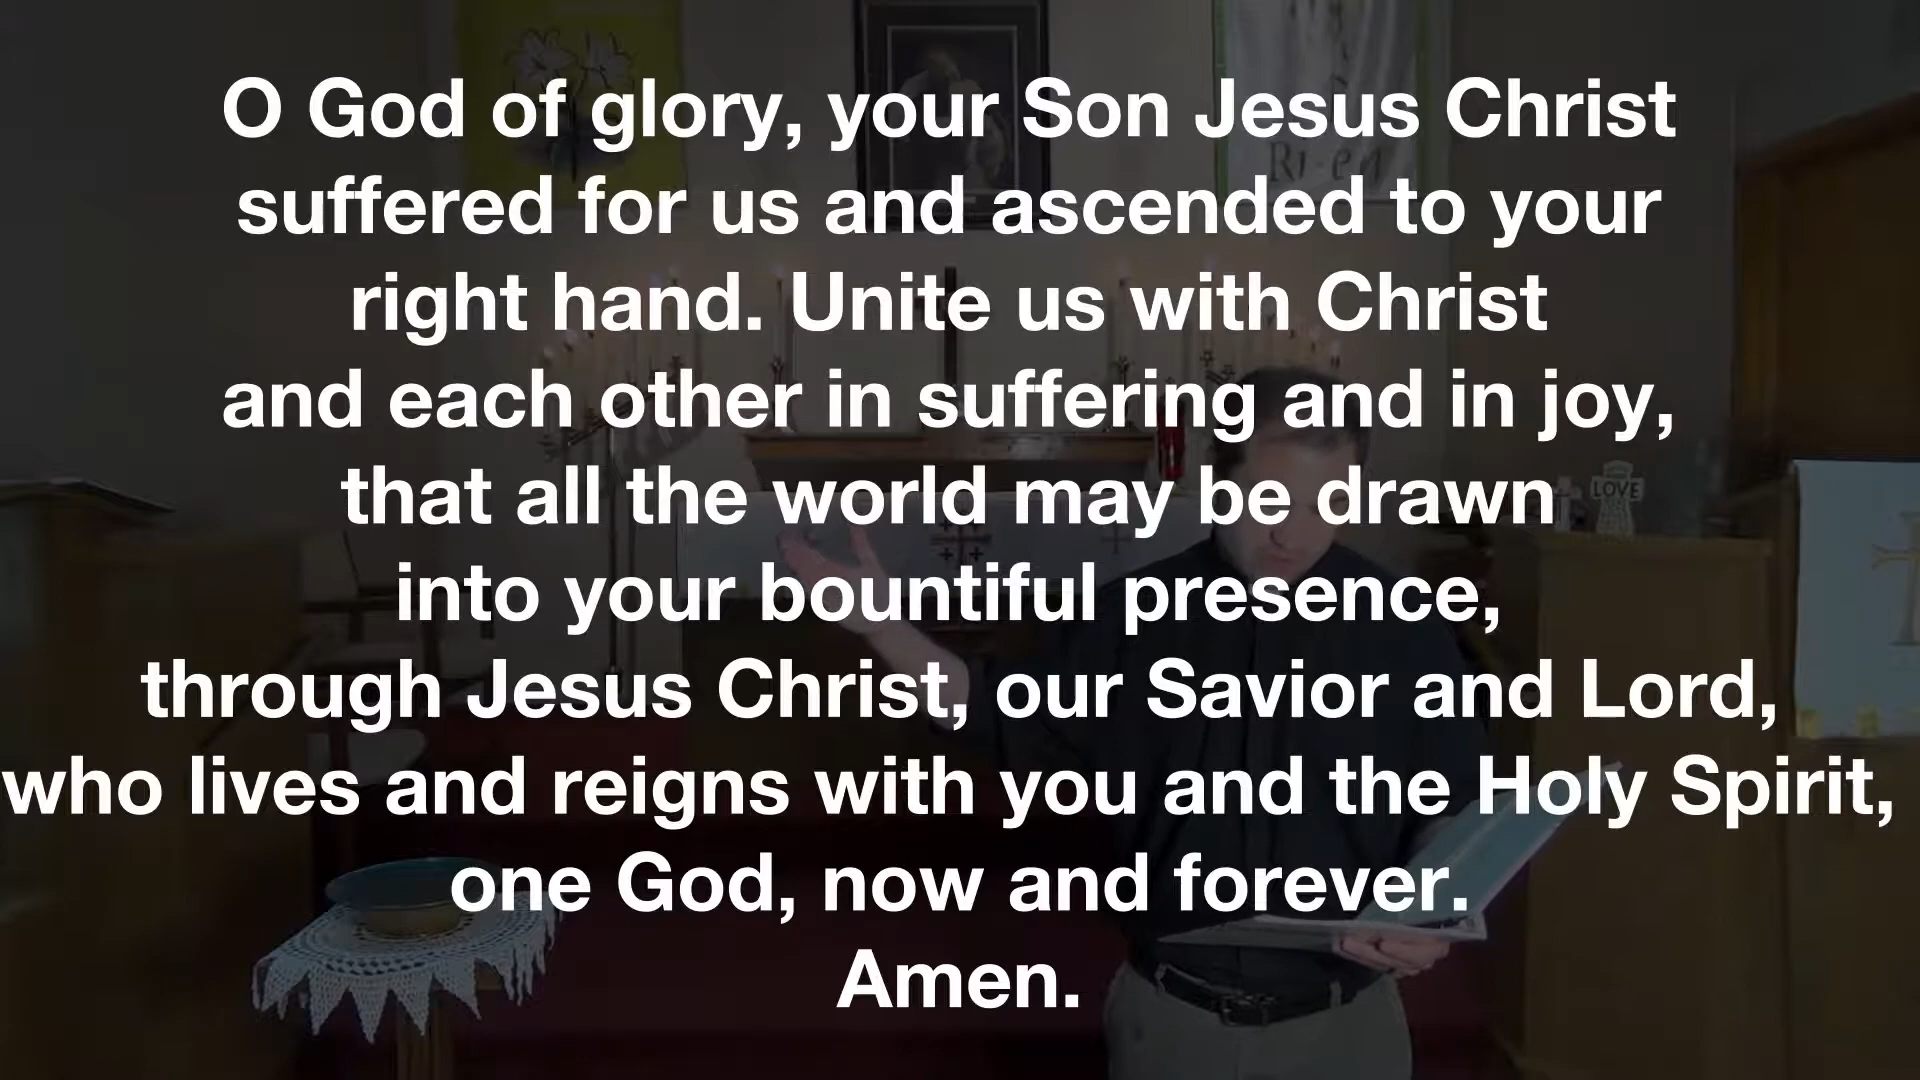 O God of glory, your Son Jesus Christ
suffered for us and ascended to your
right hand. Unite us with Christ
and each other in suffering and in joy,
that all the world may be drawn
into your bountiful presence,
through Jesus Christ, our Savior and Lord,
who lives and reigns with you and the Holy Spirit,
one God, now and forever.
Amen.
LOVE